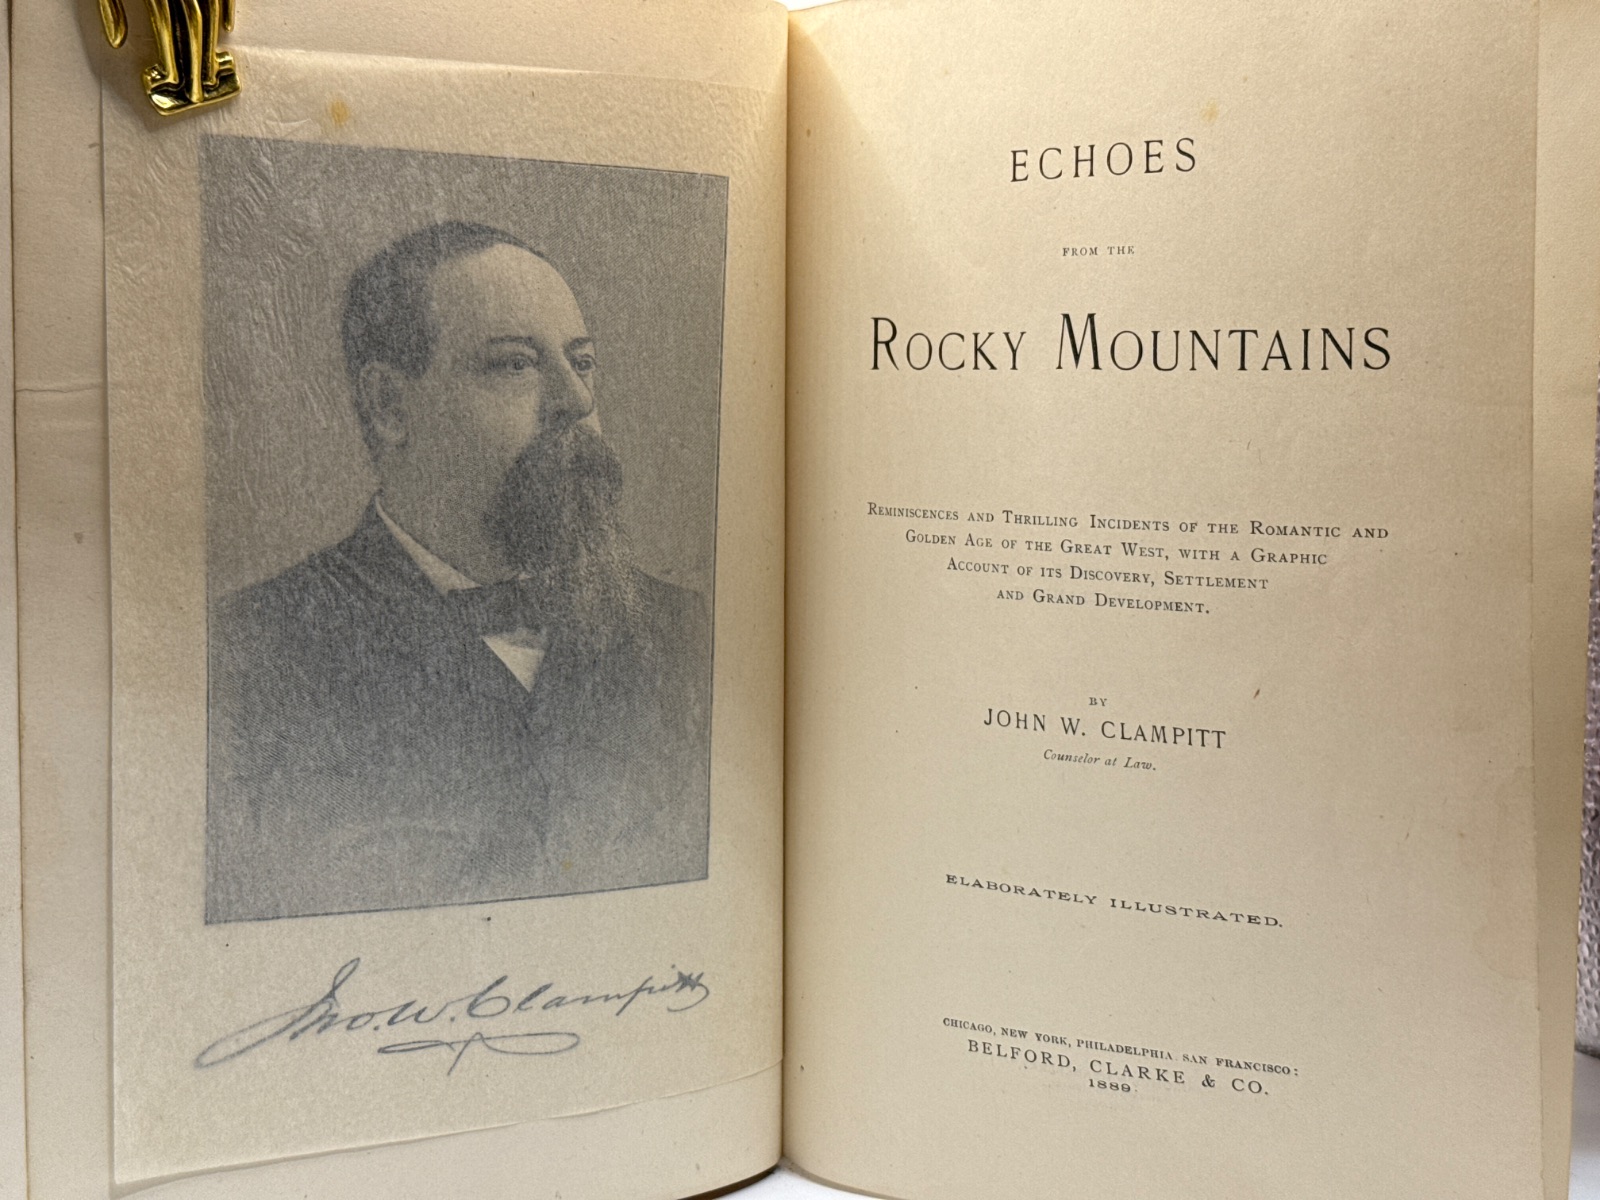 Jno. W. Clampitt
ECHOES
FROM THE
ROCKY MOUNTAINS
REMINISCENCES AND THRILLING INCIDENTS OF THE ROMANTIC AND
GOLDEN AGE OF THE GREAT WEST, WITH A GRAPHIC
ACCOUNT OF ITS DISCOVERY, SETTLEMENT
AND GRAND DEVELOPMENT.
BY
JOHN W. CLAMPITT
Counselor at Law.
ELABORATELY ILLUSTRATED.
CHICAGO, NEW YORK, PHILADELPHIA. SAN FRANCISCO:
BELFORD, CLARKE & CO.
1889.